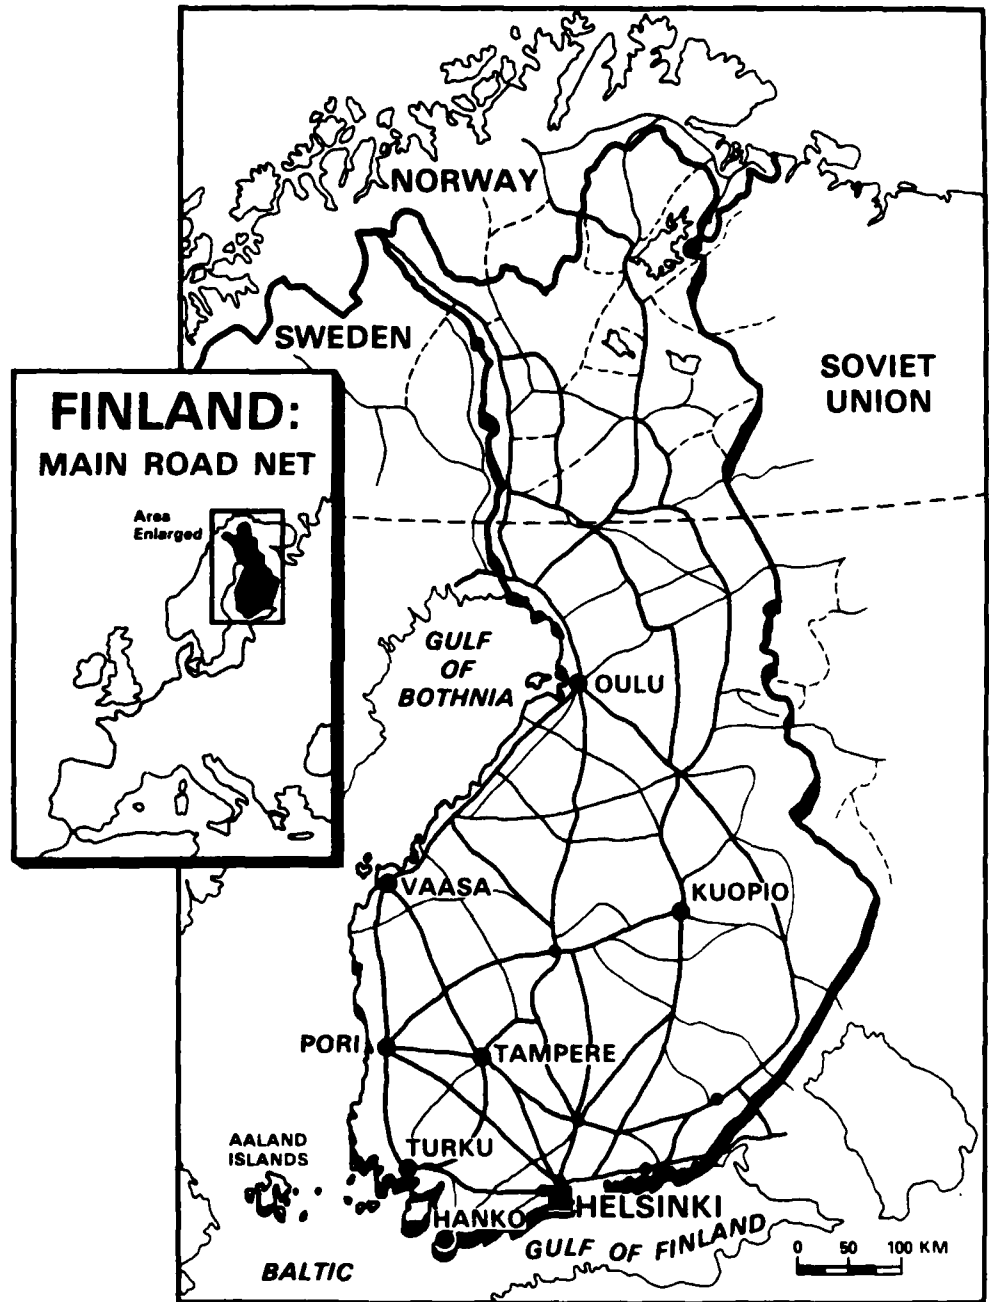 NORWAY
SWEDEN
SOVIET
UNION
FINLAND:
MAIN ROAD NET
Area
Enlarged
GULF
OF
BOTHNIA
OULU
VAASA
KUOPIO
PORI
TAMPERE
TURKU
AALAND
ISLANDS
HELSINKI
HANKO
GULF OF FINLAND
BALTIC
0 50 100 KM